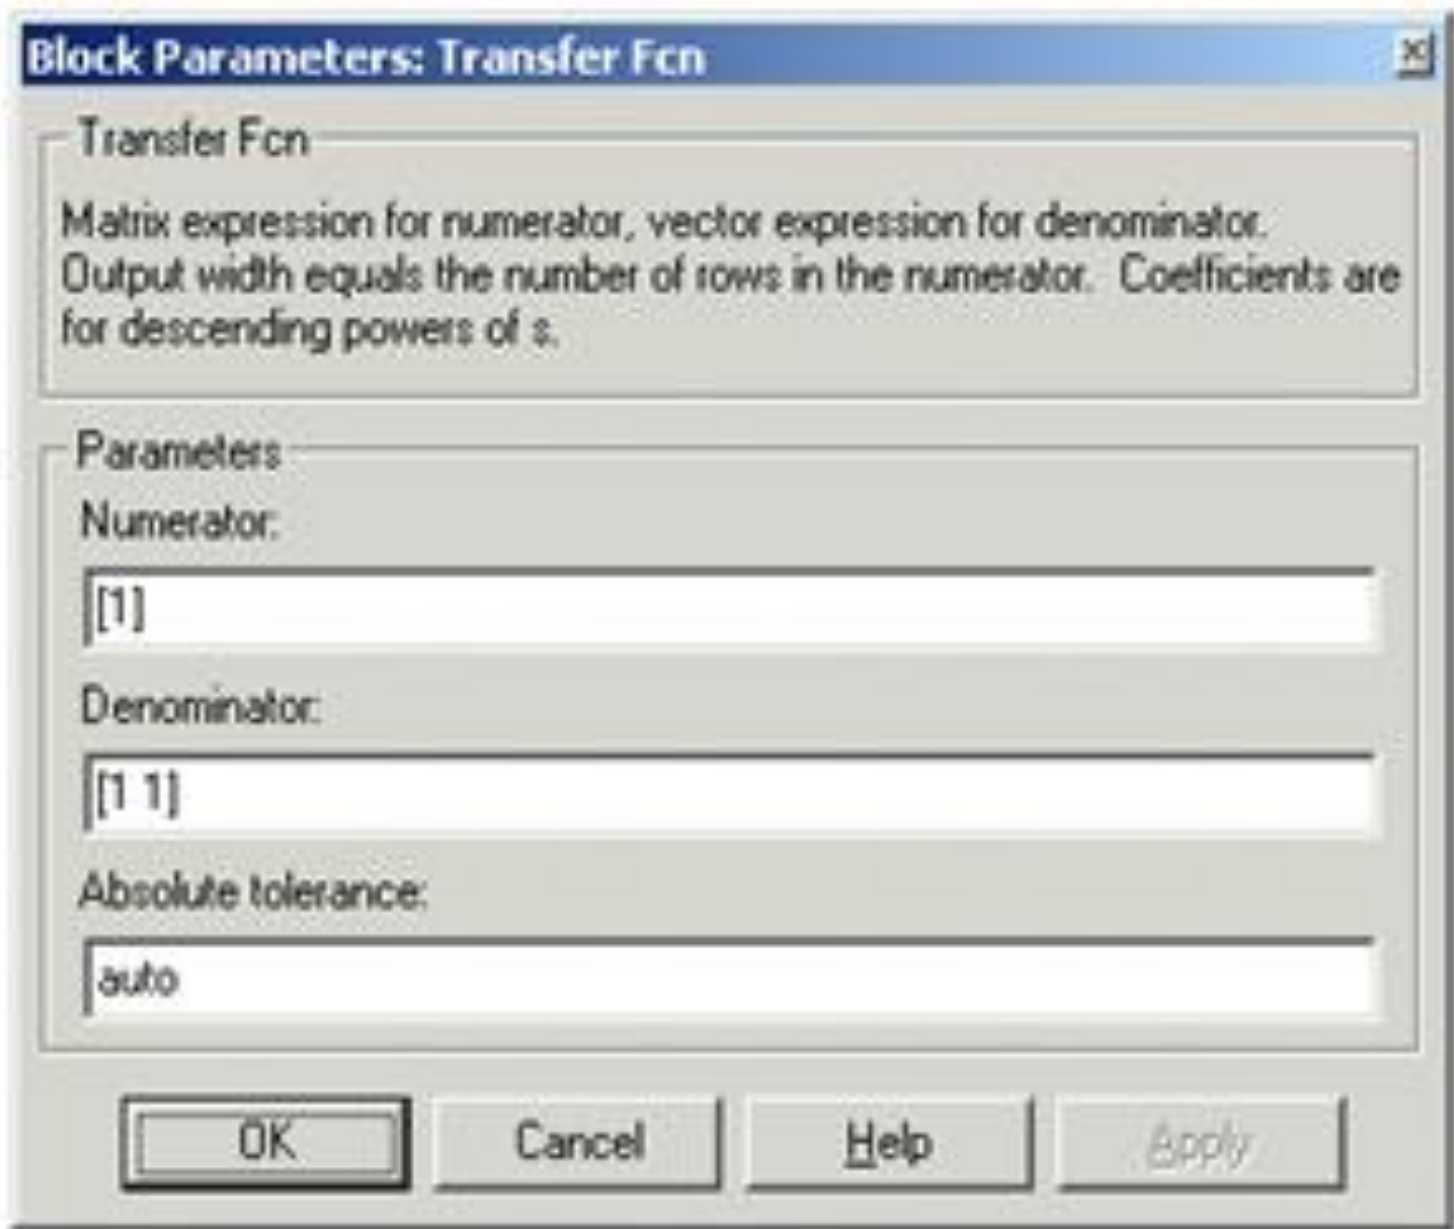 Block Parameters: Transfer Fcn
Transfer Fcn
Matrix expression for numerator, vector expression for denominator.
Output width equals the number of rows in the numerator.  Coefficients are
for descending powers of s.
Parameters
Numerator:
[1]
Denominator:
[1 1]
Absolute tolerance:
auto
OK Cancel Help Apply